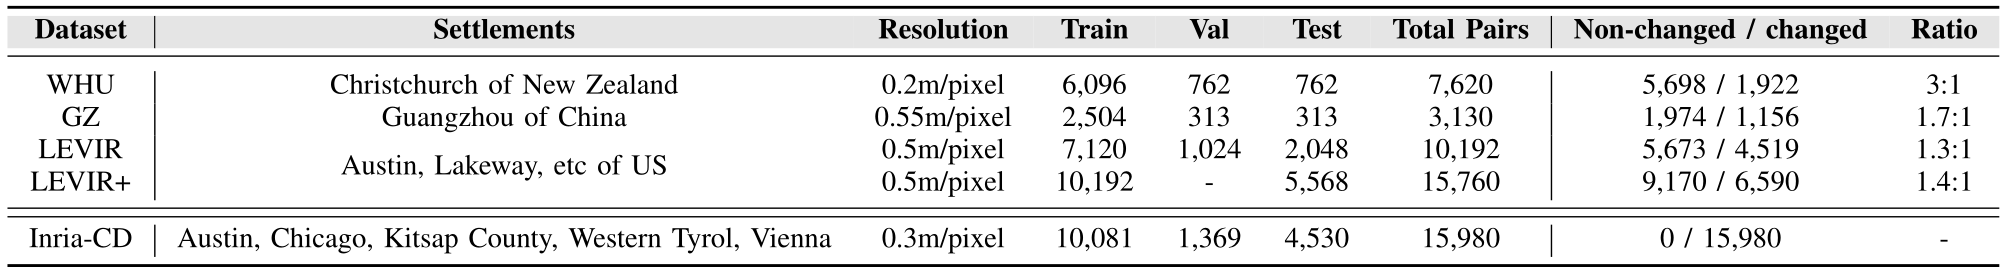 Dataset Settlements Resolution Train Val Test Total Pairs Non-changed / changed Ratio
WHU Christchurch of New Zealand 0.2m/pixel 6,096 762 762 7,620 5,698 / 1,922 3:1
GZ Guangzhou of China 0.55m/pixel 2,504 313 313 3,130 1,974 / 1,156 1.7:1
LEVIR 0.5m/pixel 7,120 1,024 2,048 10,192 5,673 / 4,519 1.3:1
Austin, Lakeway, etc of US
LEVIR+ 0.5m/pixel 10,192 - 5,568 15,760 9,170 / 6,590 1.4:1
Inria-CD Austin, Chicago, Kitsap County, Western Tyrol, Vienna 0.3m/pixel 10,081 1,369 4,530 15,980 0 / 15,980 -